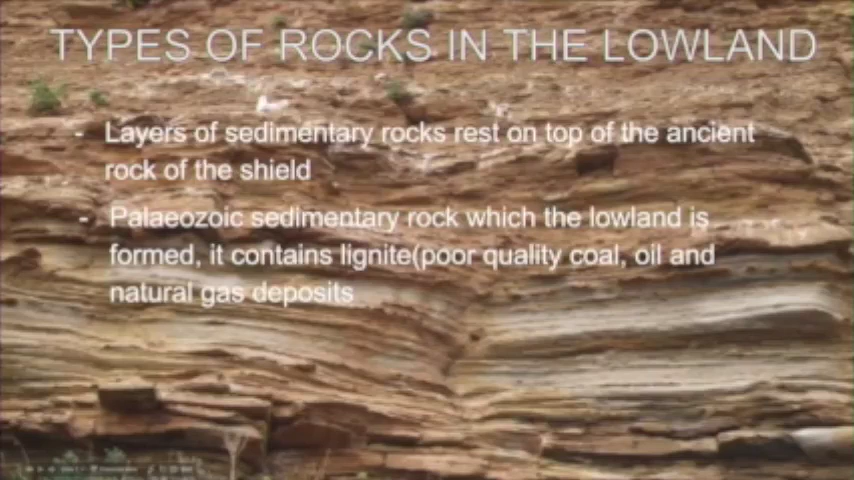 TYPES OF ROCKS IN THE LOWLAND
- Layers of sedimentary rocks rest on top of the ancient
rock of the shield
- Palaeozoic sedimentary rock which the lowland is
formed, it contains lignite(poor quality coal, oil and
natural gas deposits